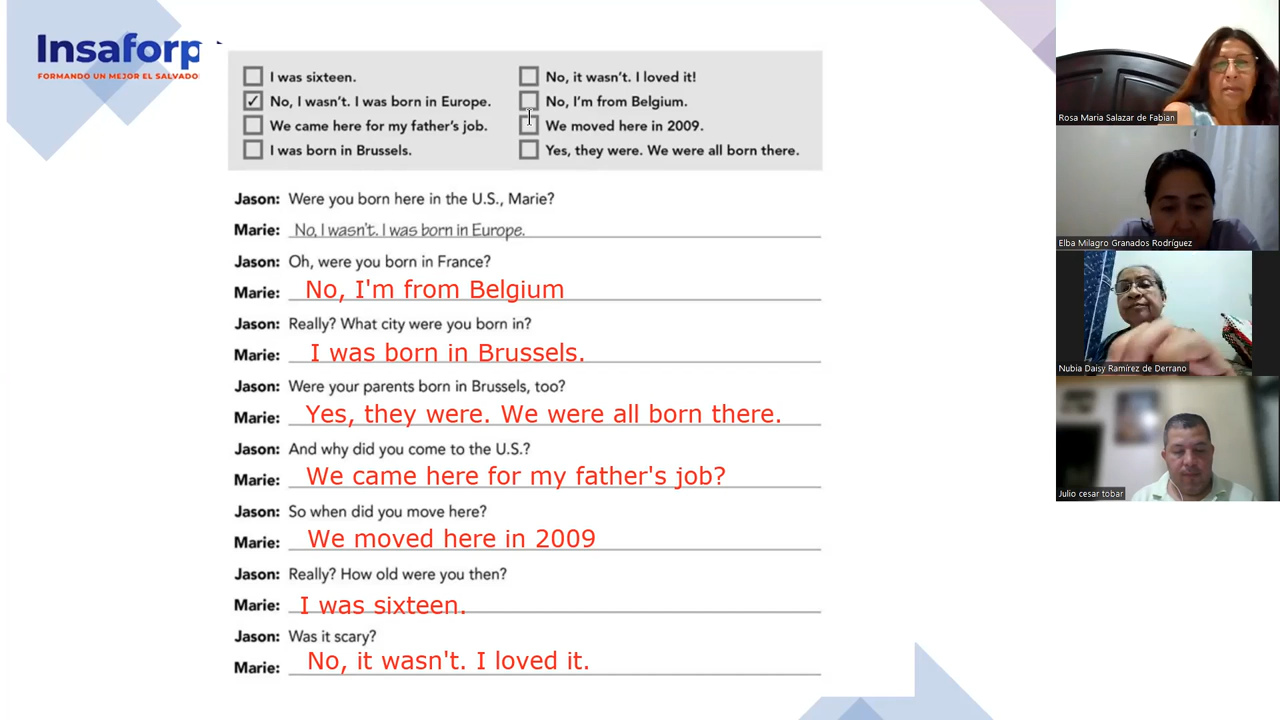 Insaforp
FORMANDO UN MEJOR EL SALVADO
I was sixteen.
✓ No, I wasn't. I was born in Europe.
We came here for my father's job.
I was born in Brussels.
No, it wasn't. I loved it!
No, I'm from Belgium.
We moved here in 2009.
Yes, they were. We were all born there.
Jason: Were you born here in the U.S., Marie?
Marie: No, I wasn't. I was born in Europe.
Jason: Oh, were you born in France?
Marie: No, I'm from Belgium
Jason: Really? What city were you born in?
Marie: I was born in Brussels.
Jason: Were your parents born in Brussels, too?
Marie: Yes, they were. We were all born there.
Jason: And why did you come to the U.S.?
Marie: We came here for my father's job?
Jason: So when did you move here?
Marie: We moved here in 2009
Jason: Really? How old were you then?
Marie: I was sixteen.
Jason: Was it scary?
Marie: No, it wasn't. I loved it.
Rosa Maria Salazar de Fabian
Elba Milagro Granados Rodríguez
Nubia Daisy Ramírez de Derrano
Julio cesar tobar